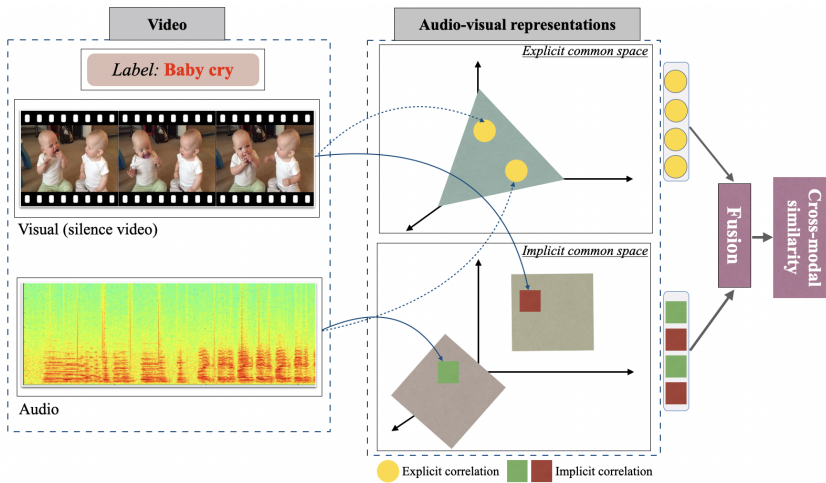 Video
Audio-visual representations
Label: Baby cry
Explicit common space
Visual (silence video)
Implicit common space
Audio
Fusion
Cross-modal
similarity
Explicit correlation
Implicit correlation